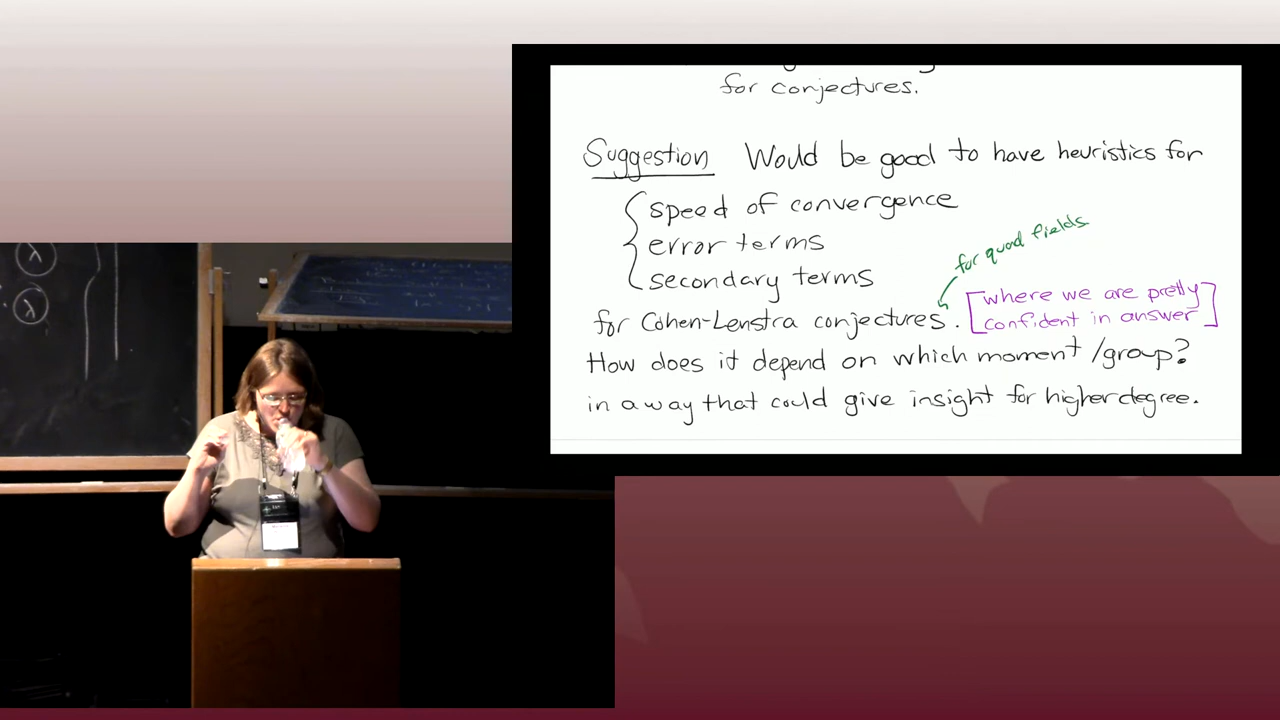 for conjectures.
Suggestion Would be good to have heuristics for
speed of convergence
error terms
secondary terms
for quad fields
for Cohen-Lenstra conjectures. [where we are pretty
confident in answer]
How does it depend on which moment/group?
in a way that could give insight for higher degree.
λ
λ